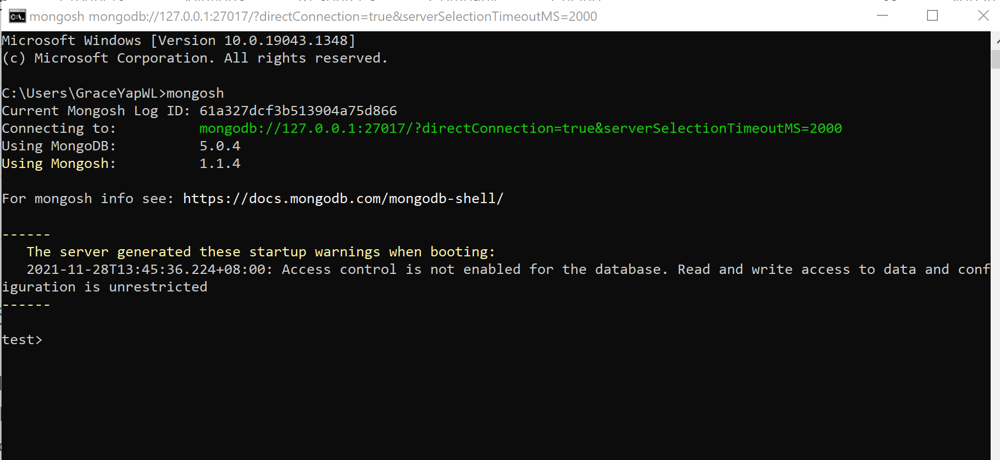 mongosh mongodb://127.0.0.1:27017/?directConnection=true&serverSelectionTimeoutMS=2000
Microsoft Windows [Version 10.0.19043.1348]
(c) Microsoft Corporation. All rights reserved.
C:\Users\GraceYapWL>mongosh
Current Mongosh Log ID: 61a327dcf3b513904a75d866
Connecting to: mongodb://127.0.0.1:27017/?directConnection=true&serverSelectionTimeoutMS=2000
Using MongoDB: 5.0.4
Using Mongosh: 1.1.4
For mongosh info see: https://docs.mongodb.com/mongodb-shell/
------
The server generated these startup warnings when booting:
2021-11-28T13:45:36.224+08:00: Access control is not enabled for the database. Read and write access to data and conf
iguration is unrestricted
------
test>